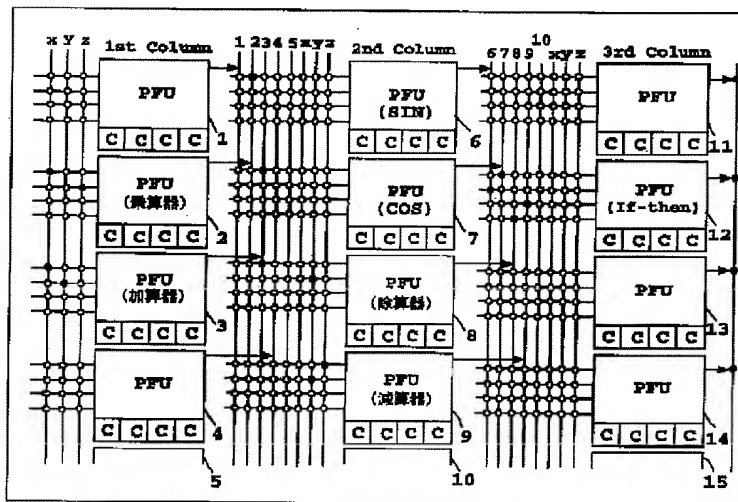 x y z
1st Column
1 2 3 4 5 x y z
2nd Column
10
6 7 8 9 x y z
3rd Column
PFU
C C C C
1
PFU
(SIN)
C C C C
6
PFU
C C C C
11
PFU
(乗算器)
C C C C
2
PFU
(COS)
C C C C
7
PFU
(If-then)
C C C C
12
PFU
(加算器)
C C C C
3
PFU
(除算器)
C C C C
8
PFU
C C C C
13
PFU
C C C C
4
PFU
(減算器)
C C C C
9
PFU
C C C C
14
5
10
15